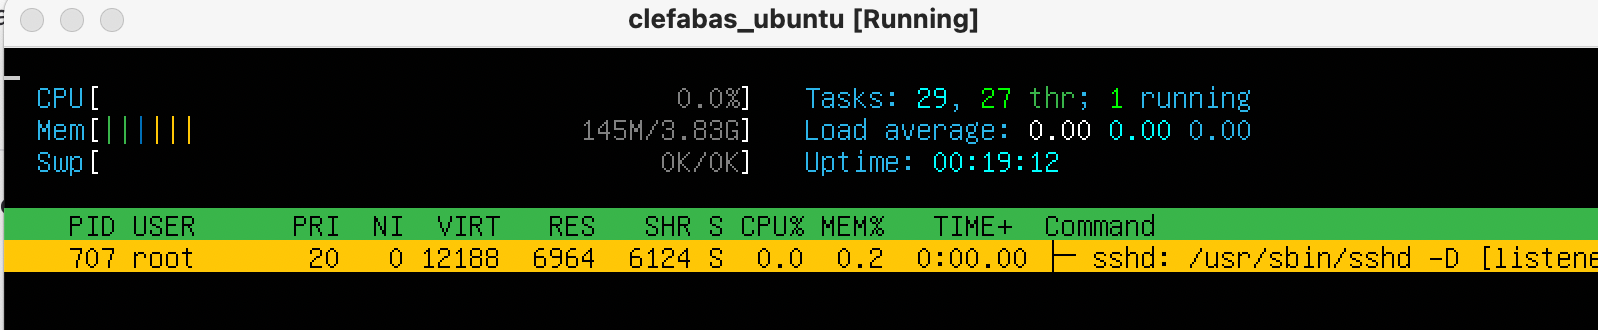 clefabas_ubuntu [Running]
CPU[ 0.0%] Tasks: 29, 27 thr; 1 running
Mem[||||||| 145M/3.83G] Load average: 0.00 0.00 0.00
Swp[ 0K/0K] Uptime: 00:19:12
PID USER PRI NI VIRT RES SHR S CPU% MEM% TIME+ Command
707 root 20 0 12188 6964 6124 S 0.0 0.2 0:00.00 ├─ sshd: /usr/sbin/sshd -D [listene